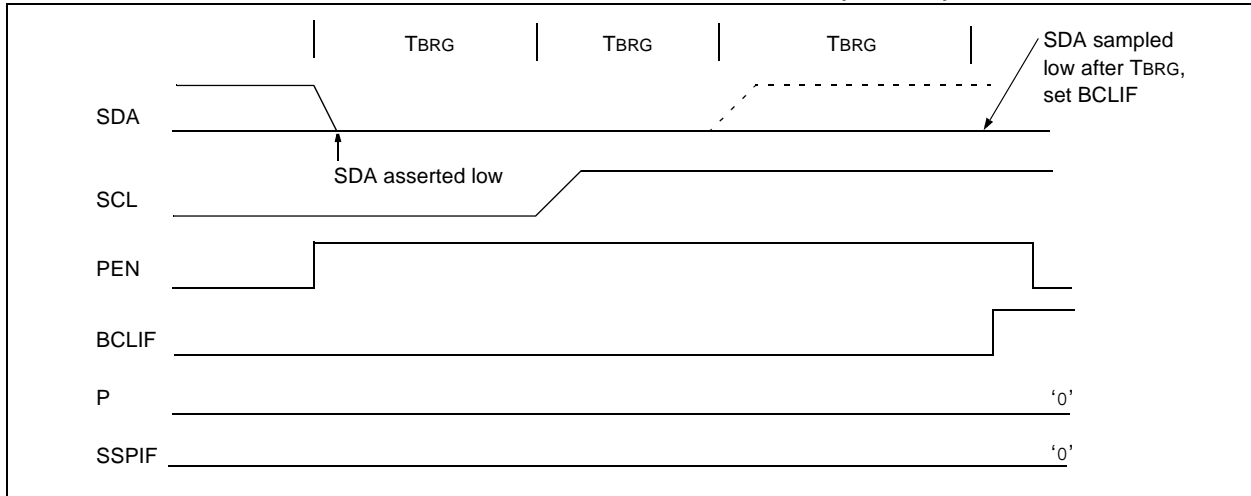 TBRG TBRG TBRG
SDA sampled
low after TBRG,
set BCLIF
SDA
SDA asserted low
SCL
PEN
BCLIF
P
‘0’
SSPIF
‘0’